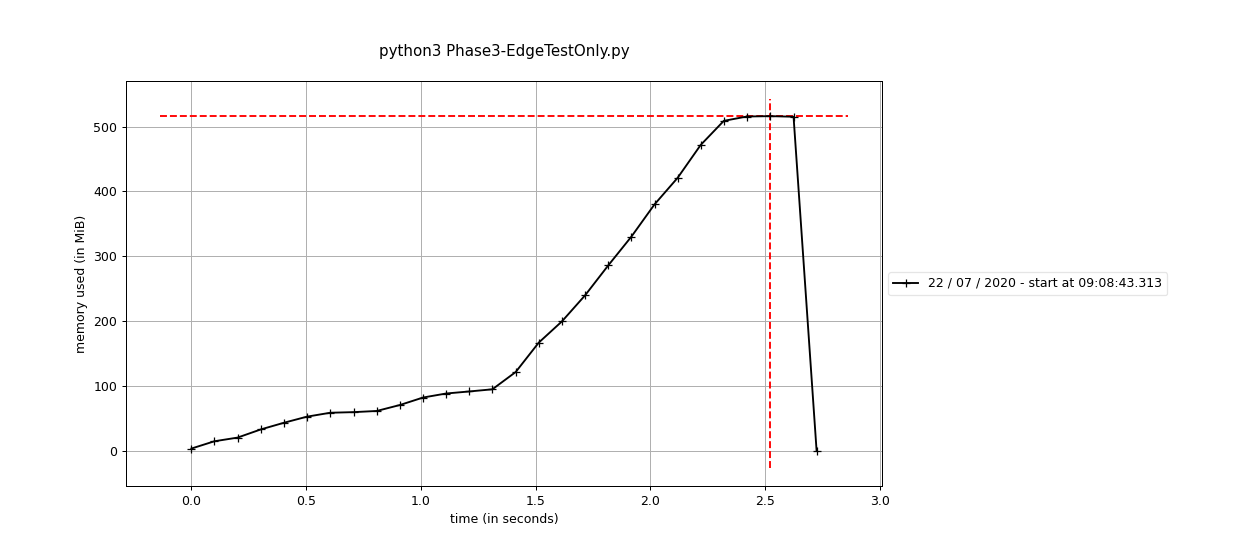 python3 Phase3-EdgeTestOnly.py
500
400
300
200
100
0
memory used (in MiB)
0.0 0.5 1.0 1.5 2.0 2.5 3.0
time (in seconds)
22 / 07 / 2020 - start at 09:08:43.313